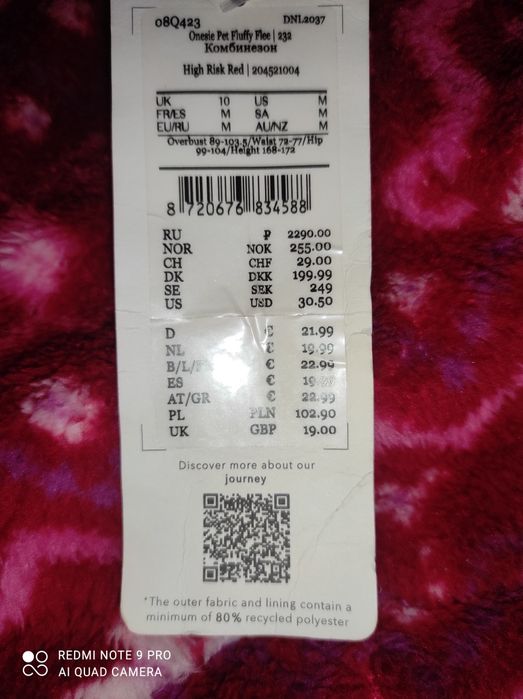 08Q423 DNL2037
Onesie Pet Fluffy Flee | 232
Комбинезон
High Risk Red | 204521004
UK 10 US M
FR/ES M SA M
EU/RU M AU/NZ M
Overbust 89-103.5/Waist 72-77/Hip
99-104/Height 168-172
8 720676 834588
RU ₽ 2290.00
NOR NOK 255.00
CH CHF 29.00
DK DKK 199.99
SE SEK 249
US USD 30.50
D € 21.99
NL € 19.99
B/L/ € 22.99
ES € 19
AT/GR € 22.99
PL PLN 102.90
UK GBP 19.00
Discover more about our
journey
*The outer fabric and lining contain a
minimum of 80% recycled polyester
REDMI NOTE 9 PRO
AI QUAD CAMERA